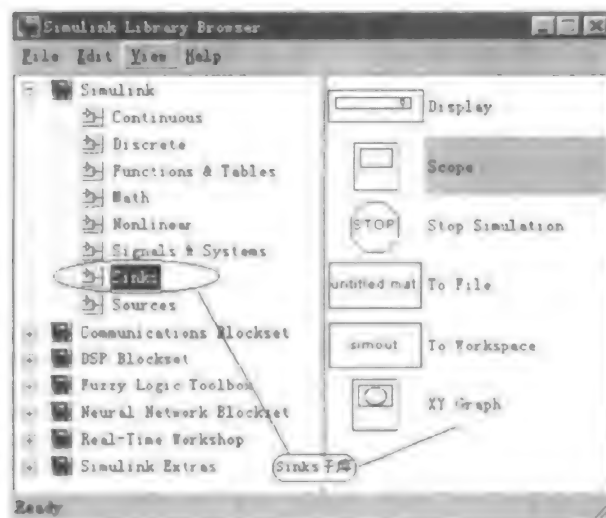 Simulink Library Browser
File Edit View Help
Simulink
Continuous
Discrete
Functions & Tables
Math
Nonlinear
Signals & Systems
Sinks
Sources
Communications Blockset
DSP Blockset
Fuzzy Logic Toolbox
Neural Network Blockset
Real-Time Workshop
Simulink Extras
Display
Scope
STOP
Stop Simulation
untitled.mat
To File
simout
To Workspace
XY Graph
Sinks子库
Ready